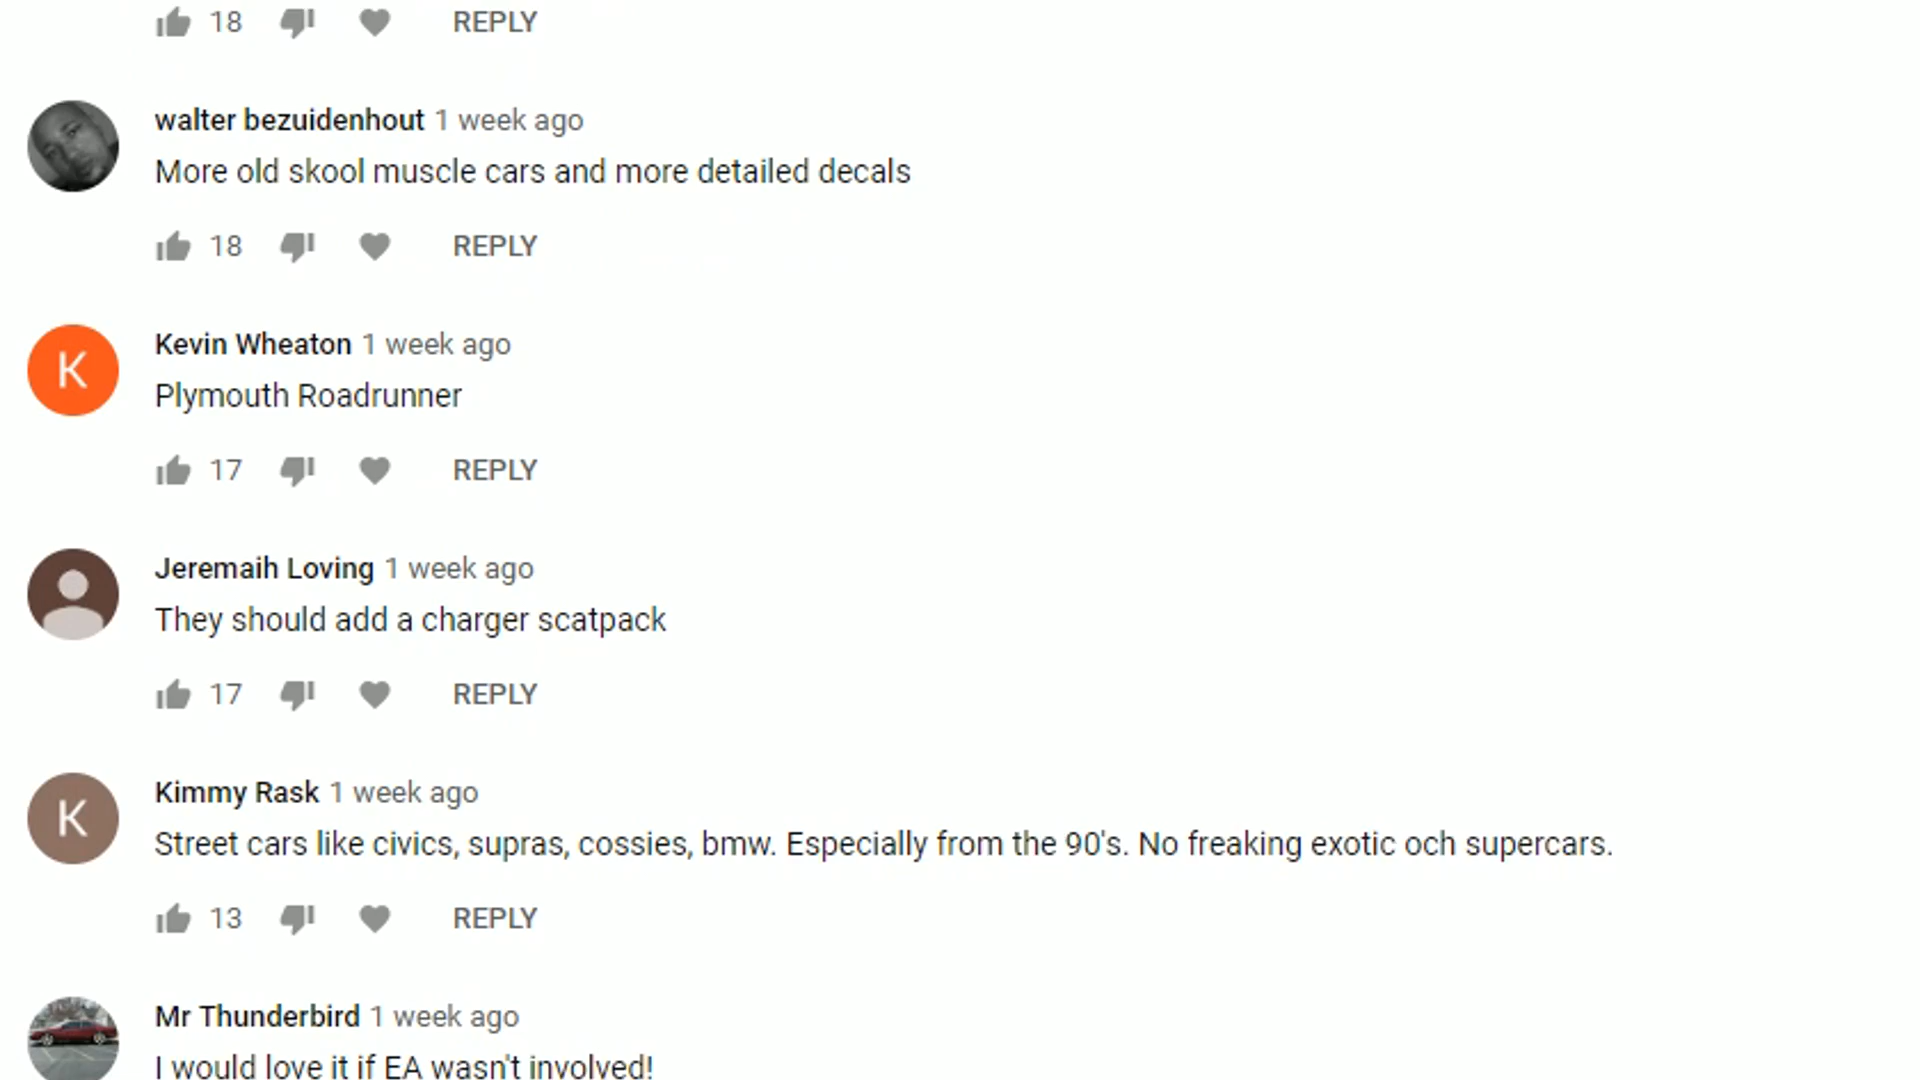 18 REPLY
walter bezuidenhout 1 week ago
More old skool muscle cars and more detailed decals
18 REPLY
K
Kevin Wheaton 1 week ago
Plymouth Roadrunner
17 REPLY
Jeremaih Loving 1 week ago
They should add a charger scatpack
17 REPLY
K
Kimmy Rask 1 week ago
Street cars like civics, supras, cossies, bmw. Especially from the 90's. No freaking exotic och supercars.
13 REPLY
Mr Thunderbird 1 week ago
I would love it if EA wasn't involved!